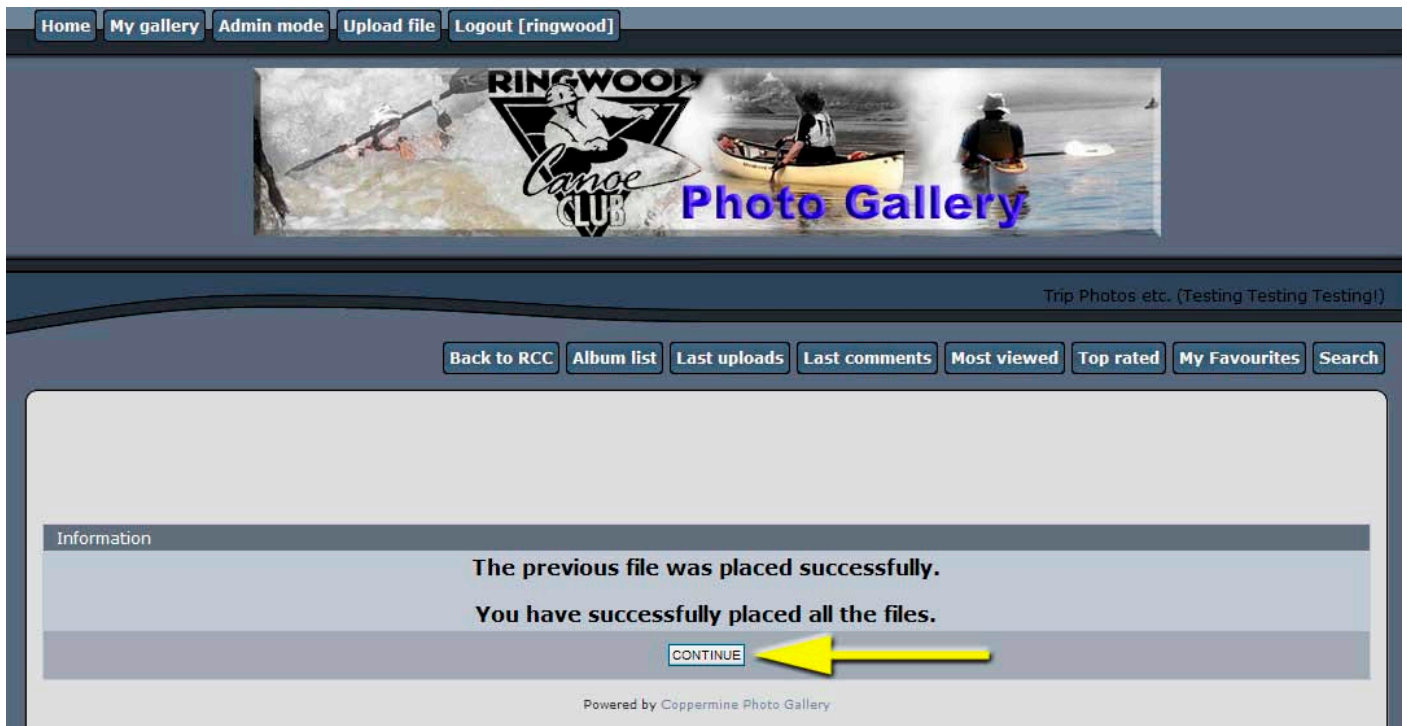 Home My gallery Admin mode Upload file Logout [ringwood]
RINGWOOD
Canoe
CLUB
Photo Gallery
Trip Photos etc. (Testing Testing Testing!)
Back to RCC Album list Last uploads Last comments Most viewed Top rated My Favourites Search
Information
The previous file was placed successfully.
You have successfully placed all the files.
CONTINUE
Powered by Coppermine Photo Gallery